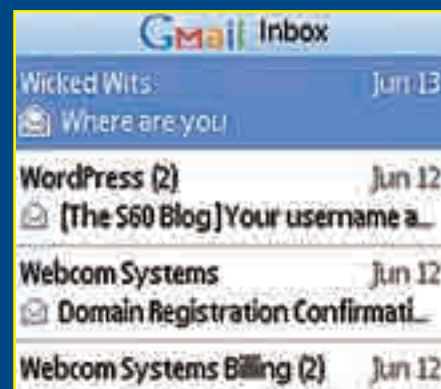 Gmail Inbox
Wicked Wits Jun 13
Where are you
WordPress (2) Jun 12
[The S60 Blog] Your username a...
Webcom Systems Jun 12
Domain Registration Confirmati...
Webcom Systems Billing (2) Jun 12